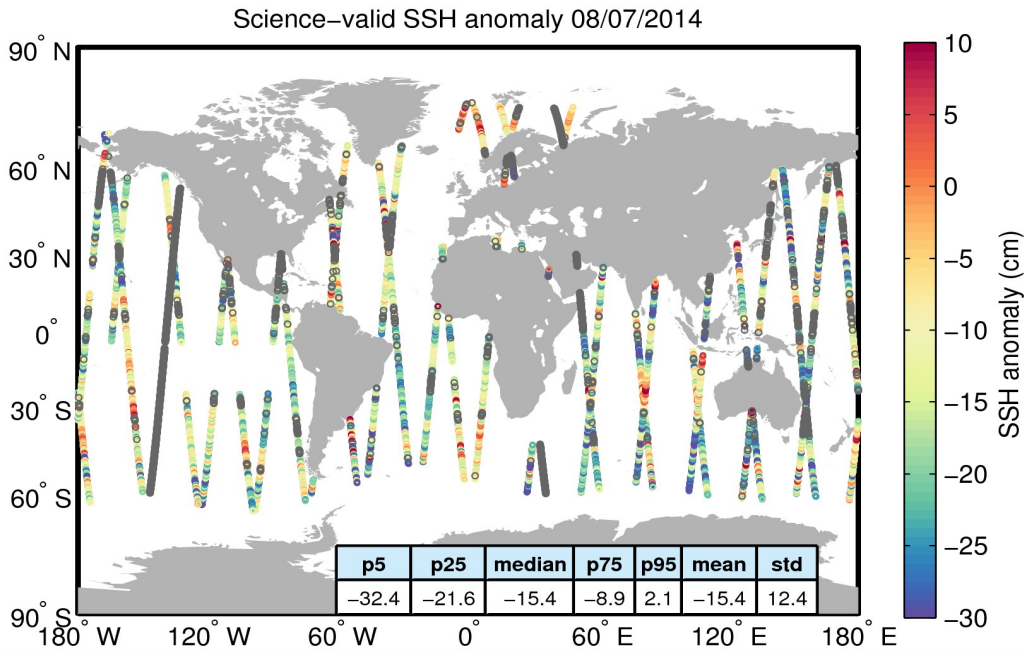 Science−valid SSH anomaly 08/07/2014
90° N
60° N
30° N
0°
30° S
60° S
90° S
180° W
120° W
60° W
0°
60° E
120° E
180° E
p5 p25 median p75 p95 mean std
−32.4 −21.6 −15.4 −8.9 2.1 −15.4 12.4
10
5
0
−5
−10
−15
−20
−25
−30
SSH anomaly (cm)